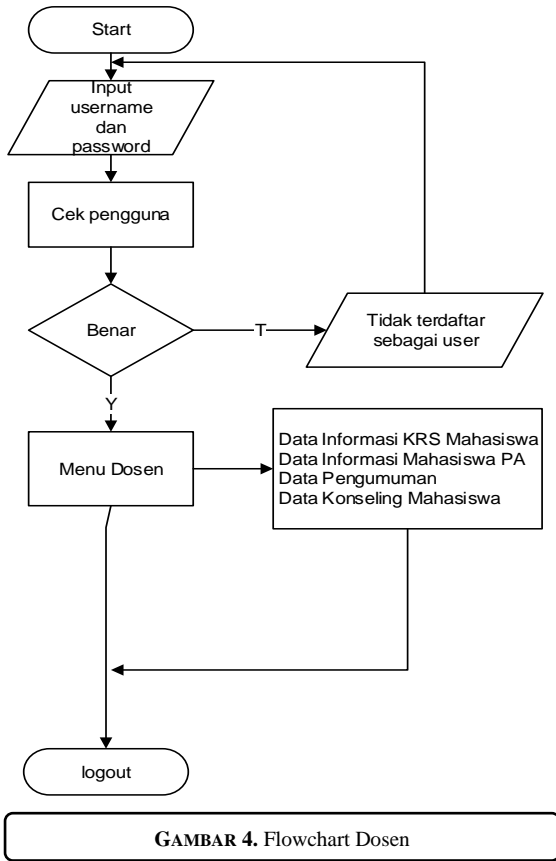 Start
Input
username
dan
password
Cek pengguna
Benar
T
Tidak terdaftar
sebagai user
Y
Menu Dosen
Data Informasi KRS Mahasiswa
Data Informasi Mahasiswa PA
Data Pengumuman
Data Konseling Mahasiswa
logout
GAMBAR 4. Flowchart Dosen